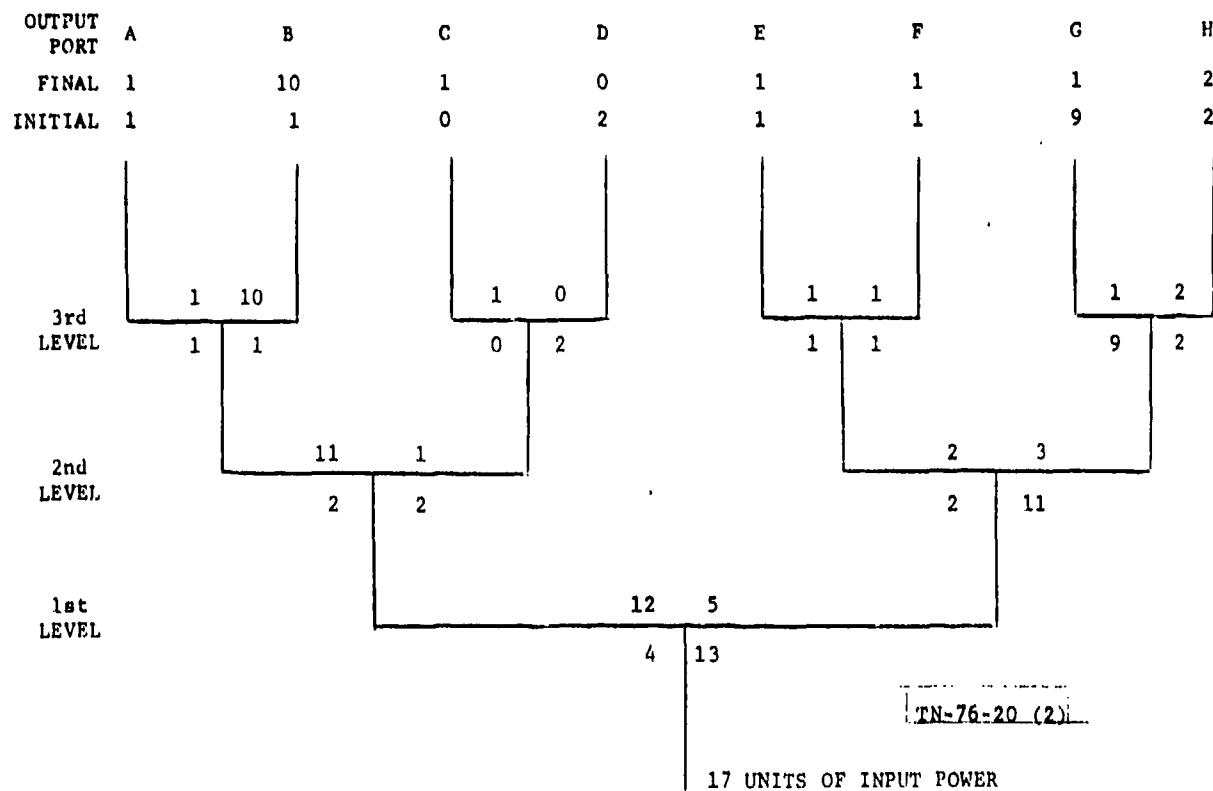 OUTPUT
PORT A B C D E F G H
FINAL 1 10 1 0 1 1 1 2
INITIAL 1 1 0 2 1 1 9 2
1 10 1 0 1 1 1 2
3rd
LEVEL 1 1 0 2 1 1 9 2
11 1 2 3
2nd
LEVEL 2 2 2 11
12 5
1st
LEVEL
4 13
TN-76-20 (2)
17 UNITS OF INPUT POWER